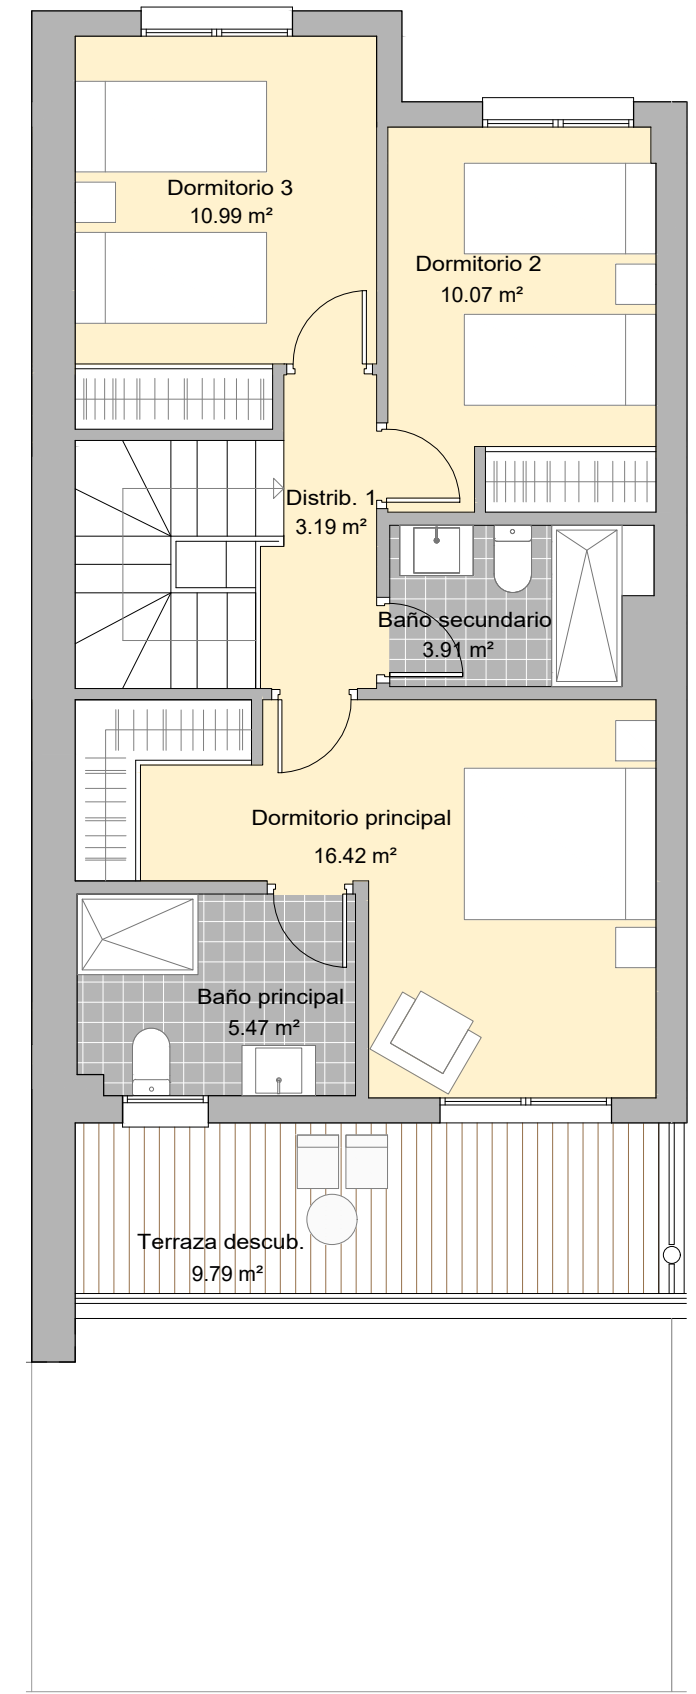 Dormitorio 3
10.99 m²
Dormitorio 2
10.07 m²
Distrib. 1
3.19 m²
Baño secundario
3.91 m²
Dormitorio principal
16.42 m²
Baño principal
5.47 m²
Terraza descub.
9.79 m²